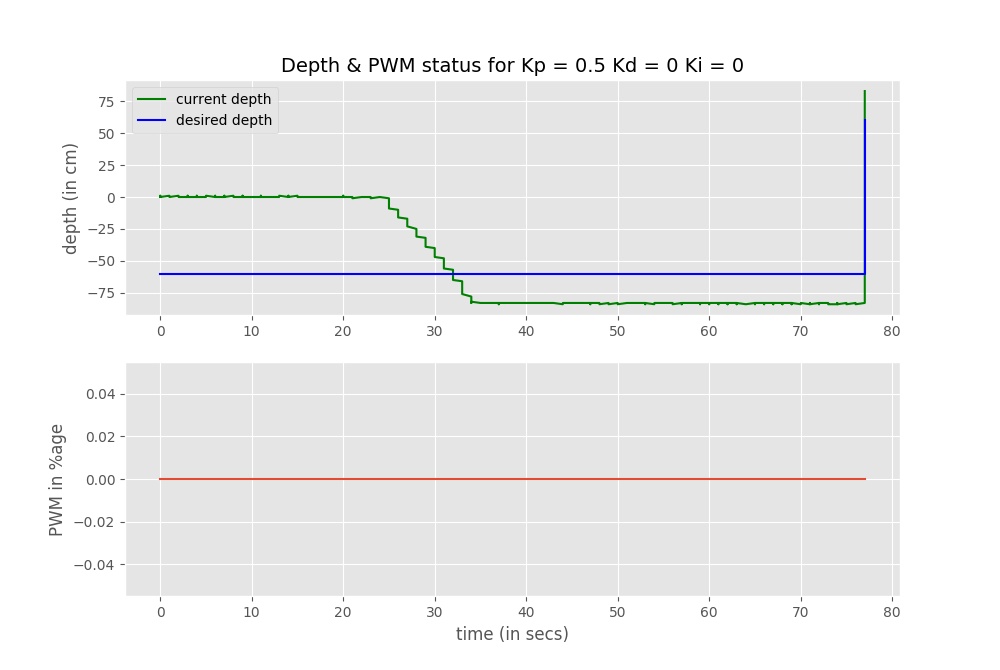 Depth & PWM status for Kp = 0.5 Kd = 0 Ki = 0
current depth
desired depth
depth (in cm)
75
50
25
0
−25
−50
−75
0 10 20 30 40 50 60 70 80
PWM in %age
0.04
0.02
0.00
−0.02
−0.04
0 10 20 30 40 50 60 70 80
time (in secs)